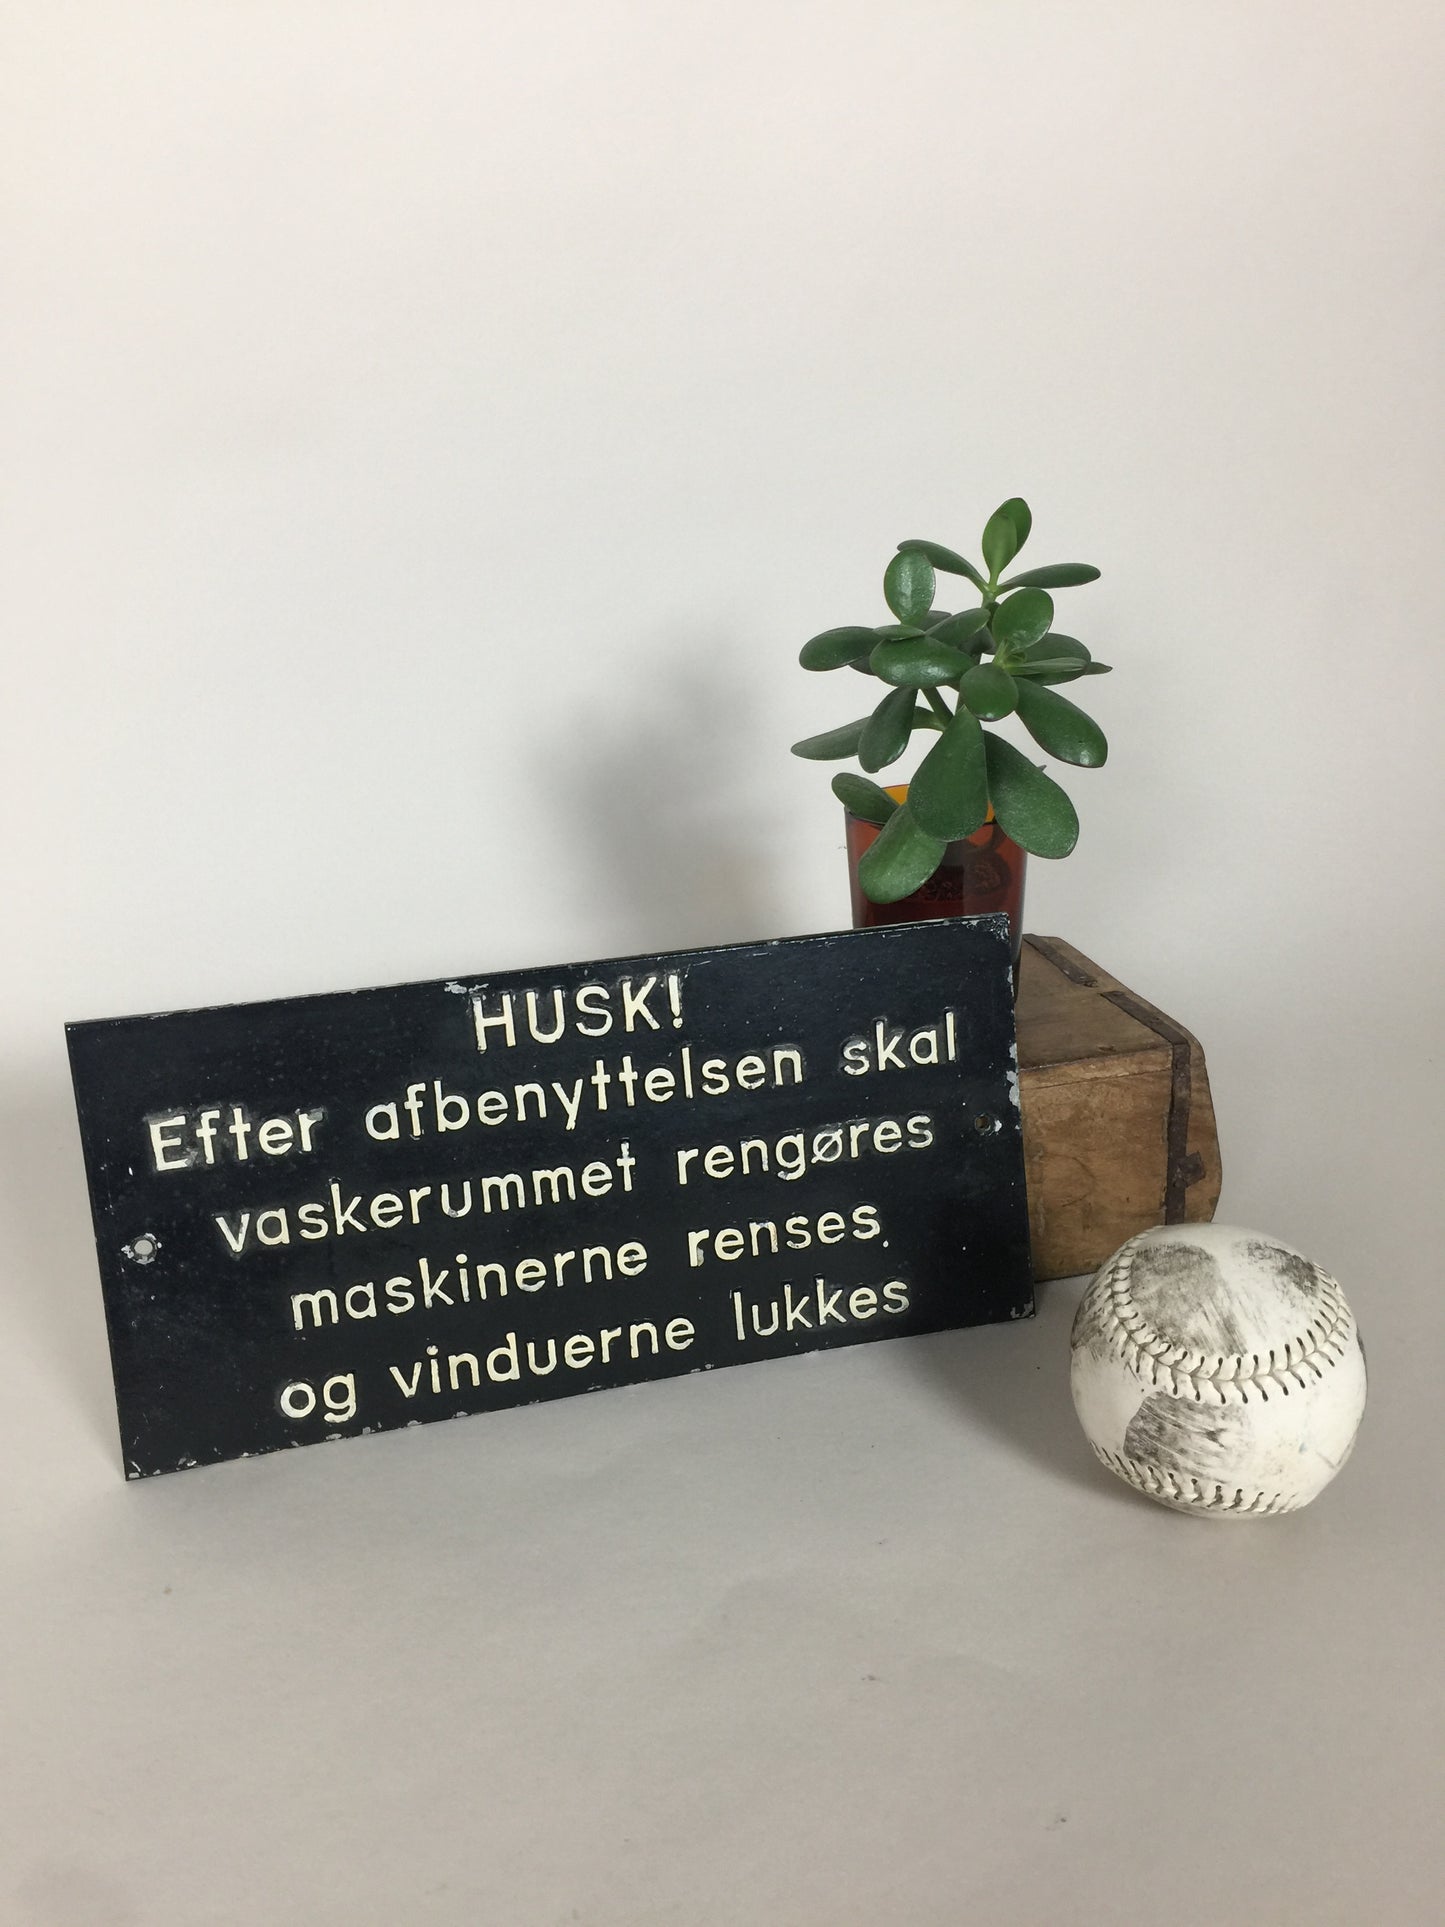 HUSK!
Efter afbenyttelsen skal
vaskerummet rengøres
maskinerne renses.
og vinduerne lukkes